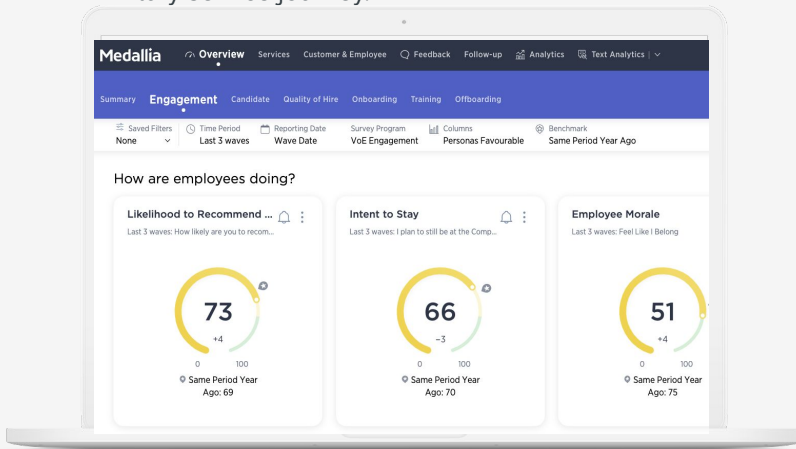 Medallia Overview Services Customer & Employee Feedback Follow-up Analytics Text Analytics |
Summary Engagement Candidate Quality of Hire Onboarding Training Offboarding
Saved Filters Time Period Reporting Date Survey Program Columns Benchmark
None Last 3 waves Wave Date VoE Engagement Personas Favourable Same Period Year Ago
How are employees doing?
Likelihood to Recommend ...
Last 3 waves: How likely are you to recom...
73
+4
0 100
Same Period Year
Ago: 69
Intent to Stay
Last 3 waves: I plan to still be at the Comp...
66
-3
0 100
Same Period Year
Ago: 70
Employee Morale
Last 3 waves: Feel Like I Belong
51
+4
0 100
Same Period Year
Ago: 75